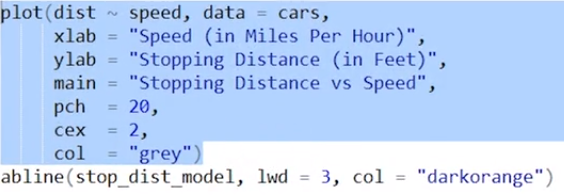 plot(dist ~ speed, data = cars,
     xlab = "Speed (in Miles Per Hour)",
     ylab = "Stopping Distance (in Feet)",
     main = "Stopping Distance vs Speed",
     pch  = 20,
     cex  = 2,
     col  = "grey")
abline(stop_dist_model, lwd = 3, col = "darkorange")